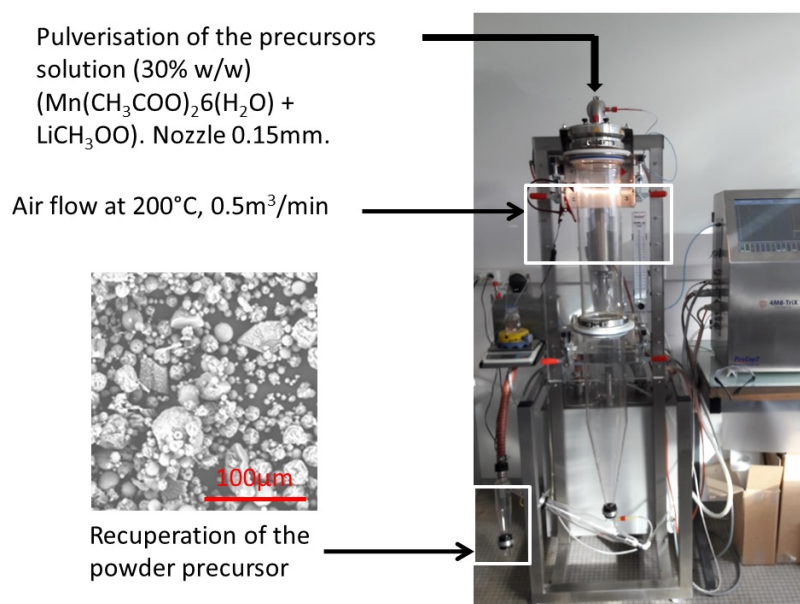 Pulverisation of the precursors
solution (30% w/w)
(Mn(CH₃COO)₂6(H₂O) +
LiCH₃OO). Nozzle 0.15mm.
Air flow at 200°C, 0.5m³/min
100µm
Recuperation of the
powder precursor
4M8-TriX
ProCepT